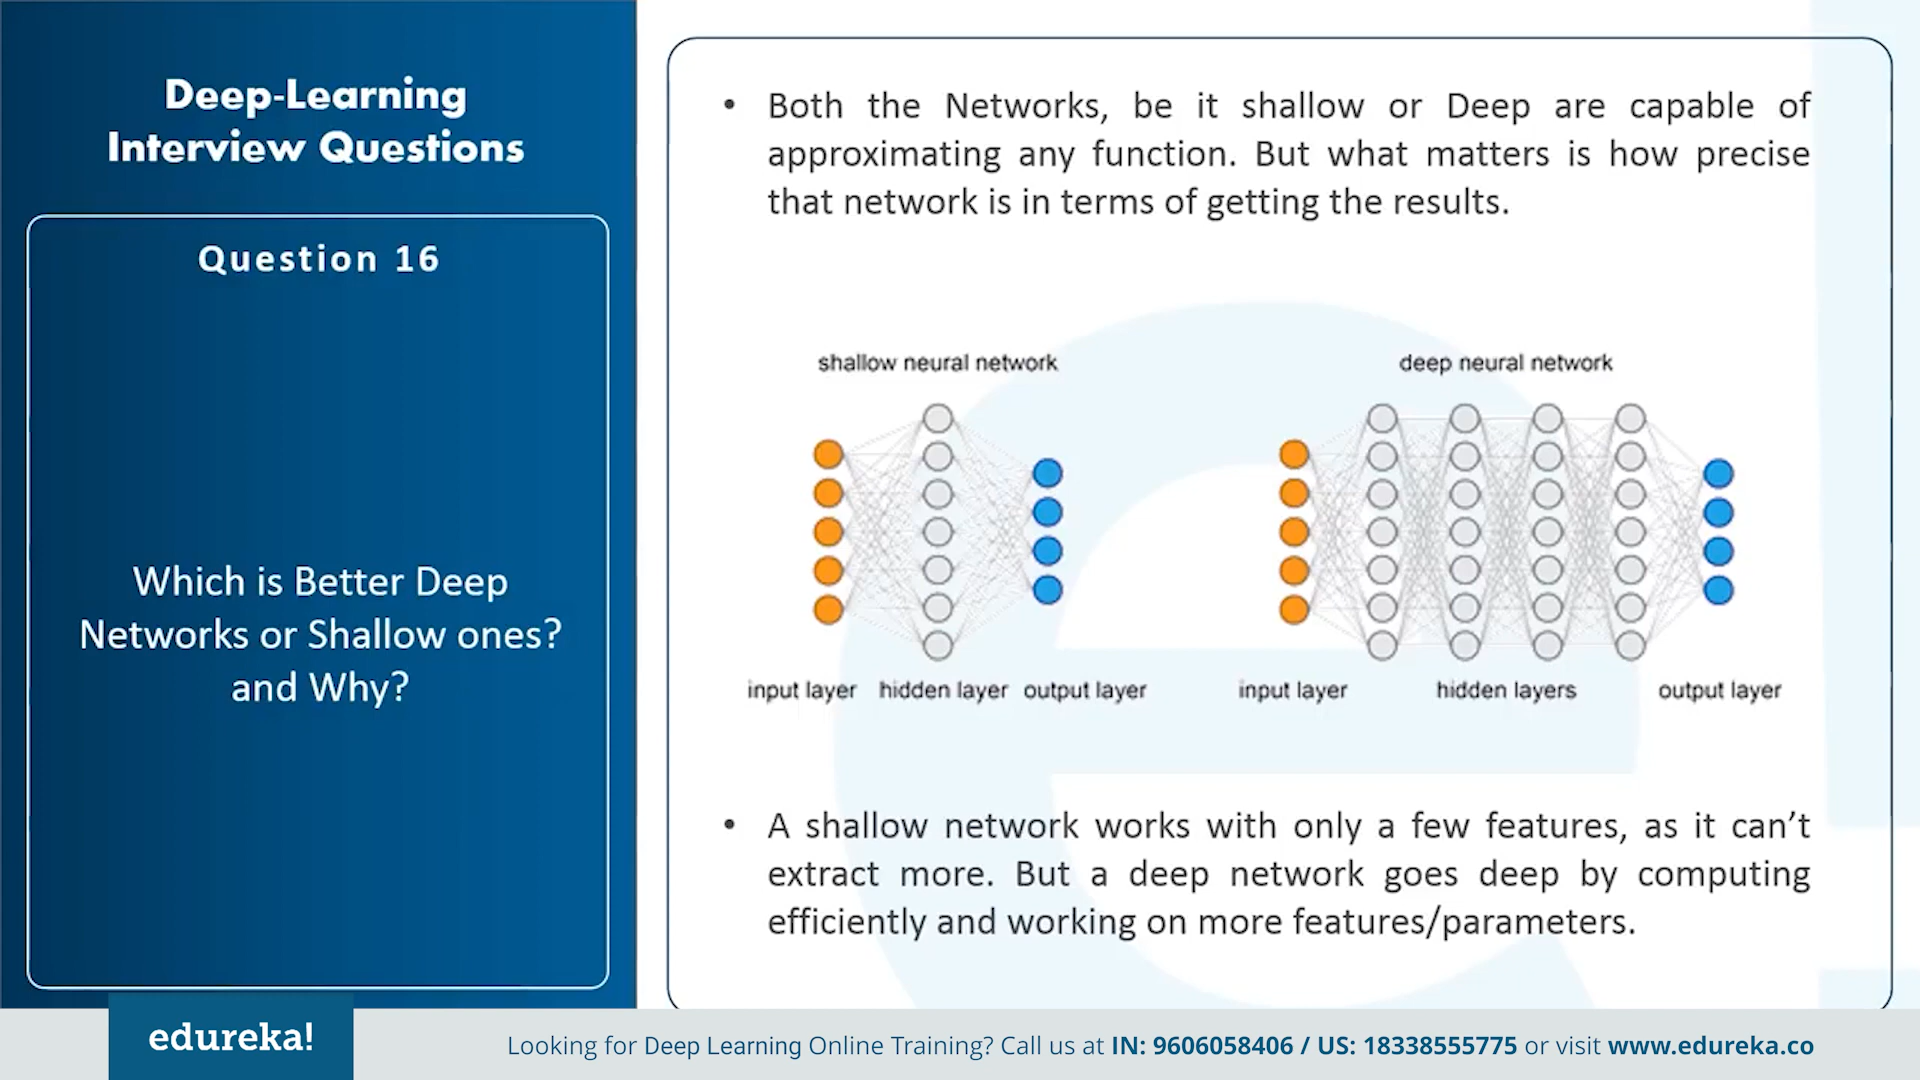 Deep-Learning
Interview Questions
Question 16
Which is Better Deep
Networks or Shallow ones?
and Why?
• Both the Networks, be it shallow or Deep are capable of
approximating any function. But what matters is how precise
that network is in terms of getting the results.
shallow neural network
input layer hidden layer output layer
deep neural network
input layer hidden layers output layer
• A shallow network works with only a few features, as it can’t
extract more. But a deep network goes deep by computing
efficiently and working on more features/parameters.
edureka!
Looking for Deep Learning Online Training? Call us at IN: 9606058406 / US: 18338555775 or visit www.edureka.co